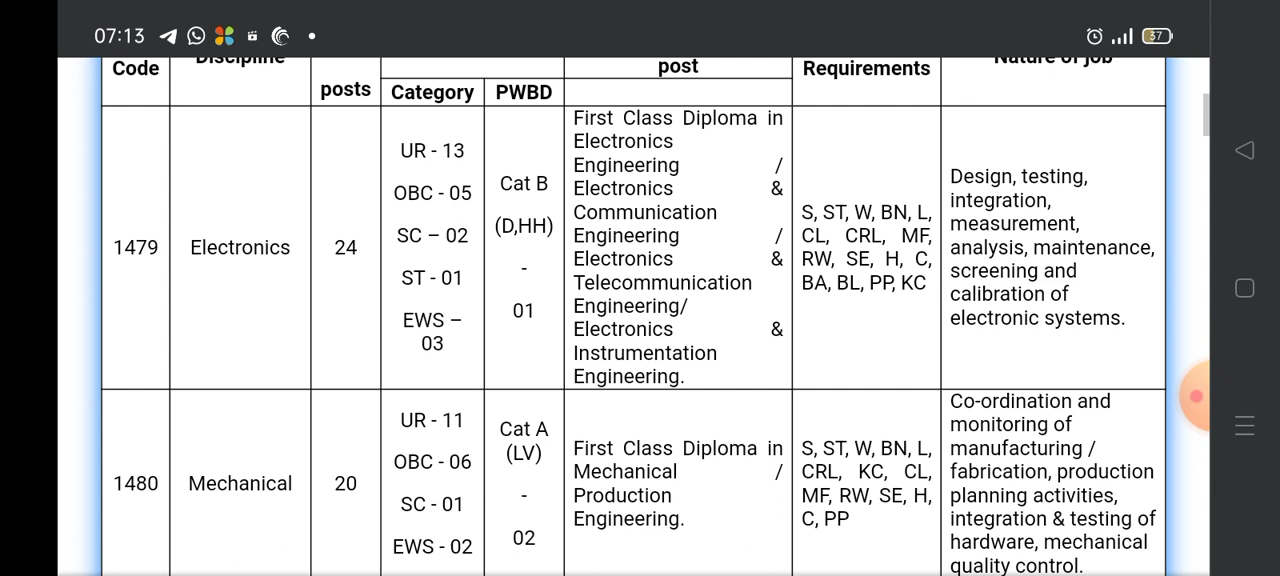 07:13
37
Code
Discipline
posts
Category
PWBD
post
Requirements
Nature of job
1479
Electronics
24
UR - 13
OBC - 05
SC – 02
ST - 01
EWS –
03
Cat B
(D,HH)
-
01
First Class Diploma in
Electronics
Engineering /
Electronics &
Communication
Engineering /
Electronics &
Telecommunication
Engineering/
Electronics &
Instrumentation
Engineering.
S, ST, W, BN, L,
CL, CRL, MF,
RW, SE, H, C,
BA, BL, PP, KC
Design, testing,
integration,
measurement,
analysis, maintenance,
screening and
calibration of
electronic systems.
1480
Mechanical
20
UR - 11
OBC - 06
SC - 01
EWS - 02
Cat A
(LV)
-
02
First Class Diploma in
Mechanical /
Production
Engineering.
S, ST, W, BN, L,
CRL, KC, CL,
MF, RW, SE, H,
C, PP
Co-ordination and
monitoring of
manufacturing /
fabrication, production
planning activities,
integration & testing of
hardware, mechanical
quality control.